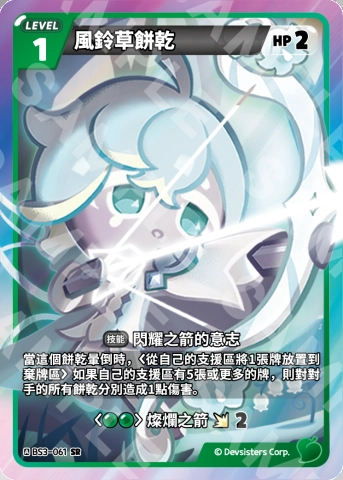 LEVEL
1
風鈴草餅乾
HP 2
技能 閃耀之箭的意志
當這個餅乾暈倒時,〈從自己的支援區將1張牌放置到
棄牌區〉如果自己的支援區有5張或更多的牌,則對對
手的所有餅乾分別造成1點傷害。
〈 〉 燦爛之箭 2
A BS3-061 SR
© Devsisters Corp.